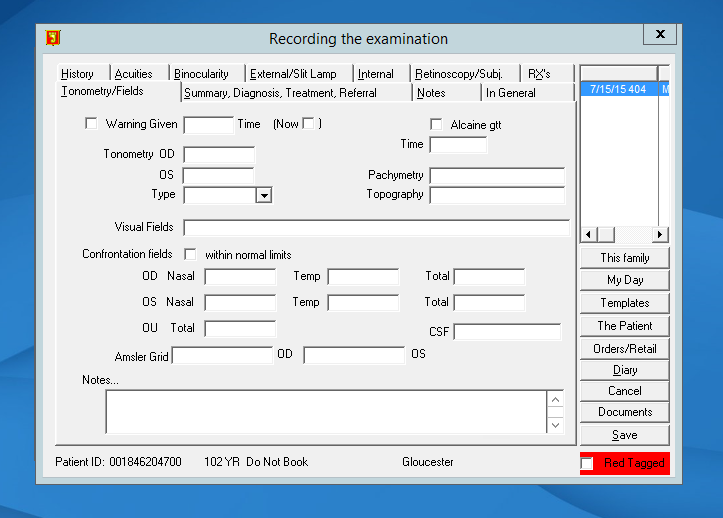 Recording the examination
x
History Acuities Binocularity External/Slit Lamp Internal Retinoscopy/Subj. RX's
Tonometry/Fields Summary, Diagnosis, Treatment, Referral Notes In General
7/15/15 404 M
Warning Given Time (Now ) Alcaine gtt
Time
Tonometry OD
OS Pachymetry
Type Topography
Visual Fields
Confrontation fields within normal limits
OD Nasal Temp Total
OS Nasal Temp Total
OU Total CSF
Amsler Grid OD OS
Notes...
This family
My Day
Templates
The Patient
Orders/Retail
Diary
Cancel
Documents
Save
Patient ID: 001846204700 102 YR Do Not Book Gloucester
Red Tagged